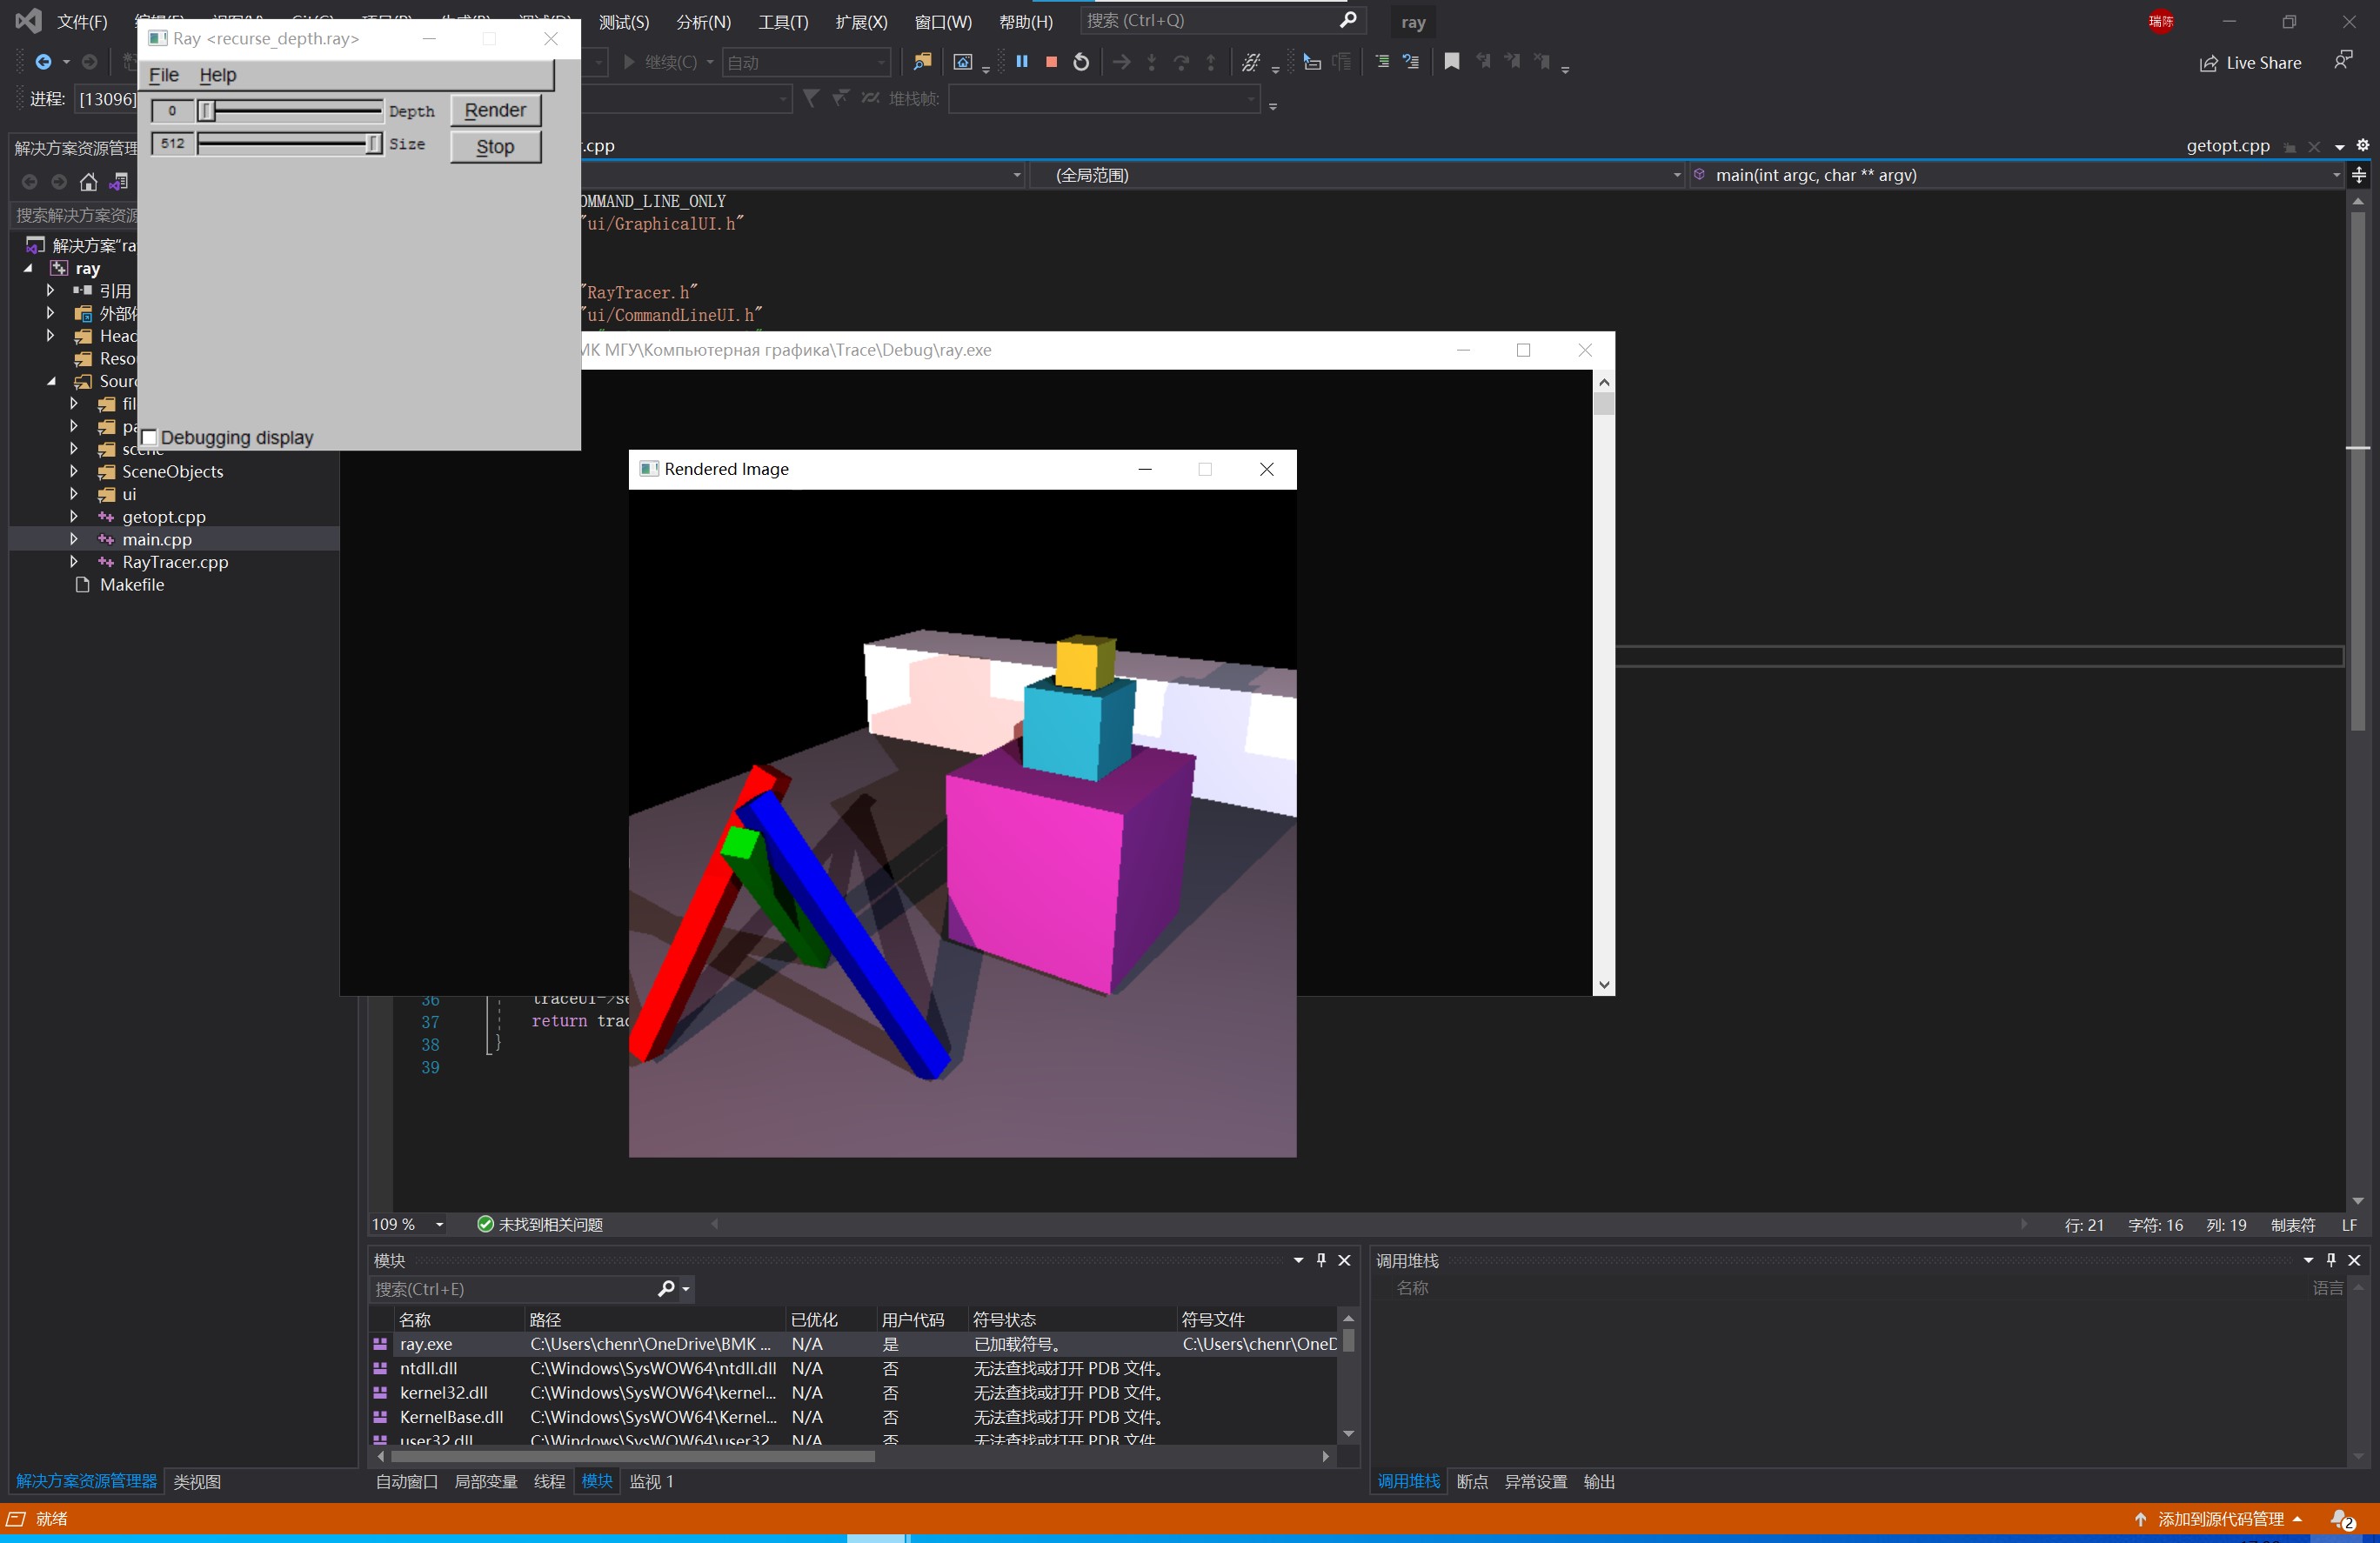 文件(F)
测试(S) 分析(N) 工具(T) 扩展(X) 窗口(W) 帮助(H) 搜索 (Ctrl+Q) ray 瑞陈
Ray <recurse_depth.ray>
继续(C) 自动 Live Share
File Help
进程: [13096] 堆栈帧:
0 Depth Render
512 Size Stop
解决方案资源管理
.cpp getopt.cpp
(全局范围) main(int argc, char ** argv)
OMMAND_LINE_ONLY
搜索解决方案资源
"ui/GraphicalUI.h"
解决方案"ra
ray
引用
"RayTracer.h"
外部
"ui/CommandLineUI.h"
Head
МК МГУ\Компьютерная графика\Trace\Debug\ray.exe
Reso
Sourc
fil
pa
Debugging display
scene
Rendered Image
SceneObjects
ui
getopt.cpp
main.cpp
RayTracer.cpp
Makefile
36 traceUI->se
37 return trac
38 }
39
109 % 未找到相关问题 行: 21 字符: 16 列: 19 制表符 LF
模块
调用堆栈
搜索(Ctrl+E)
名称 语言
名称 路径 已优化 用户代码 符号状态 符号文件
ray.exe C:\Users\chenr\OneDrive\BMK ... N/A 是 已加载符号。 C:\Users\chenr\OneD
ntdll.dll C:\Windows\SysWOW64\ntdll.dll N/A 否 无法查找或打开 PDB 文件。
kernel32.dll C:\Windows\SysWOW64\kernel... N/A 否 无法查找或打开 PDB 文件。
KernelBase.dll C:\Windows\SysWOW64\Kernel... N/A 否 无法查找或打开 PDB 文件。
user32.dll C:\Windows\SysWOW64\user32 N/A 否 无法查找或打开 PDB 文件。
解决方案资源管理器 类视图 自动窗口 局部变量 线程 模块 监视 1 调用堆栈 断点 异常设置 输出
就绪 添加到源代码管理 2